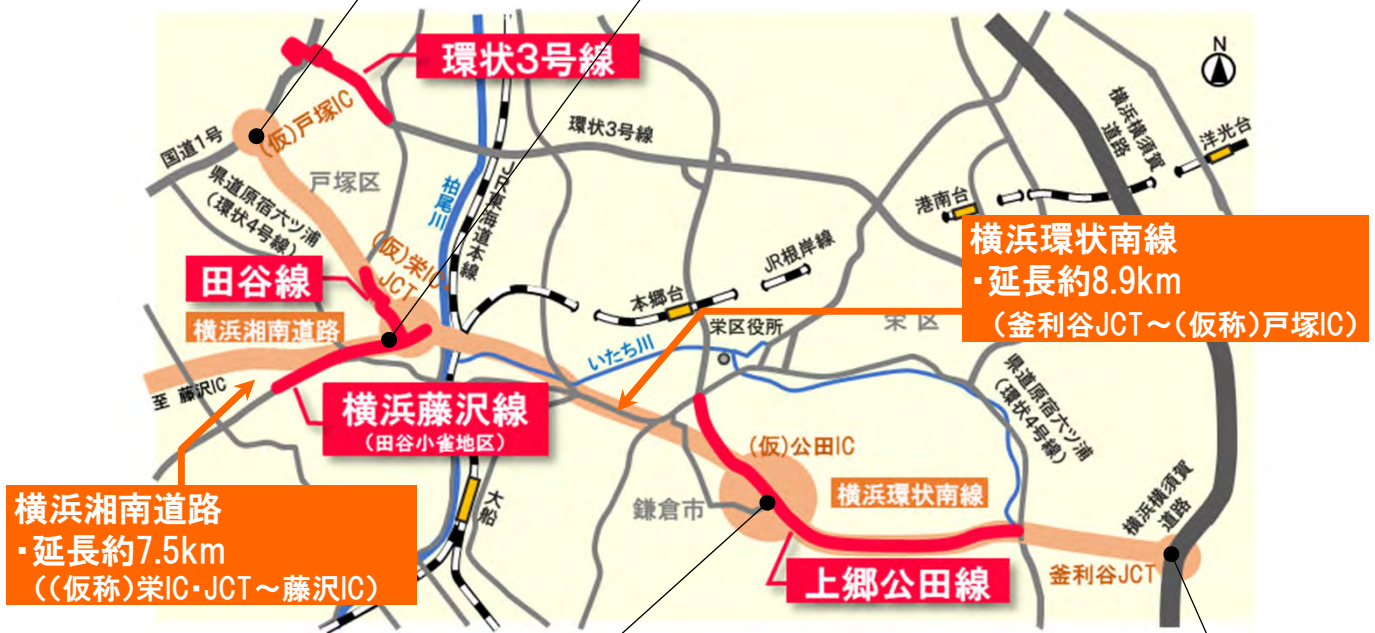 環状3号線
N
国道1号
(仮)戸塚IC
環状3号線
横浜横須賀
道路
洋光台
戸塚区
県道原宿六ツ浦
(環状4号線)
柏尾川
JR東海道本線
港南台
(仮)栄IC
JCT
田谷線
横浜湘南道路
本郷台
JR根岸線
栄区役所
栄区
横浜環状南線
・延長約8.9km
(釜利谷JCT～(仮称)戸塚IC)
いたち川
至 藤沢IC
横浜藤沢線
(田谷小雀地区)
県道原宿六ツ浦
(環状4号線)
(仮)公田IC
横浜環状南線
鎌倉市
大船
横浜横須賀
道路
横浜湘南道路
・延長約7.5km
((仮称)栄IC・JCT～藤沢IC)
上郷公田線
釜利谷JCT